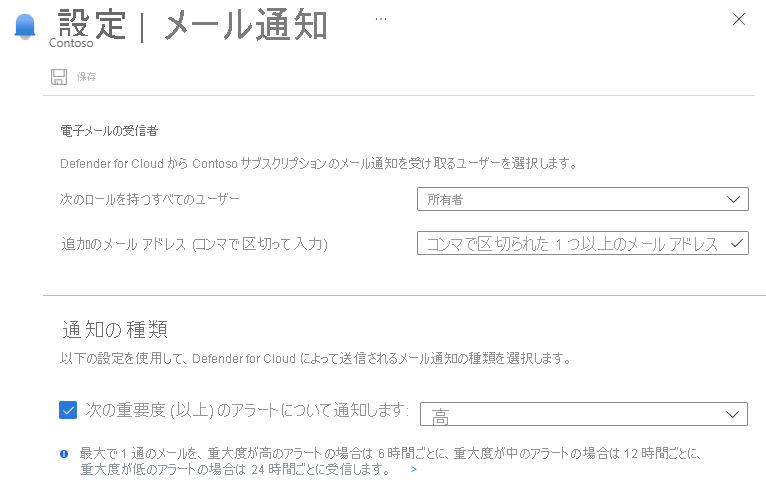 設定 | メール通知 ...
Contoso
保存
電子メールの受信者
Defender for Cloud から Contoso サブスクリプションのメール通知を受け取るユーザーを選択します。
次のロールを持つすべてのユーザー
所有者
追加のメール アドレス (コンマで区切って入力)
コンマで区切られた 1 つ以上のメール アドレス
通知の種類
以下の設定を使用して、Defender for Cloud によって送信されるメール通知の種類を選択します。
次の重要度 (以上) のアラートについて通知します:
高
最大で 1 通のメールを、重大度が高のアラートの場合は 6 時間ごとに、重大度が中のアラートの場合は 12 時間ごとに、
重大度が低のアラートの場合は 24 時間ごとに受信します。 >